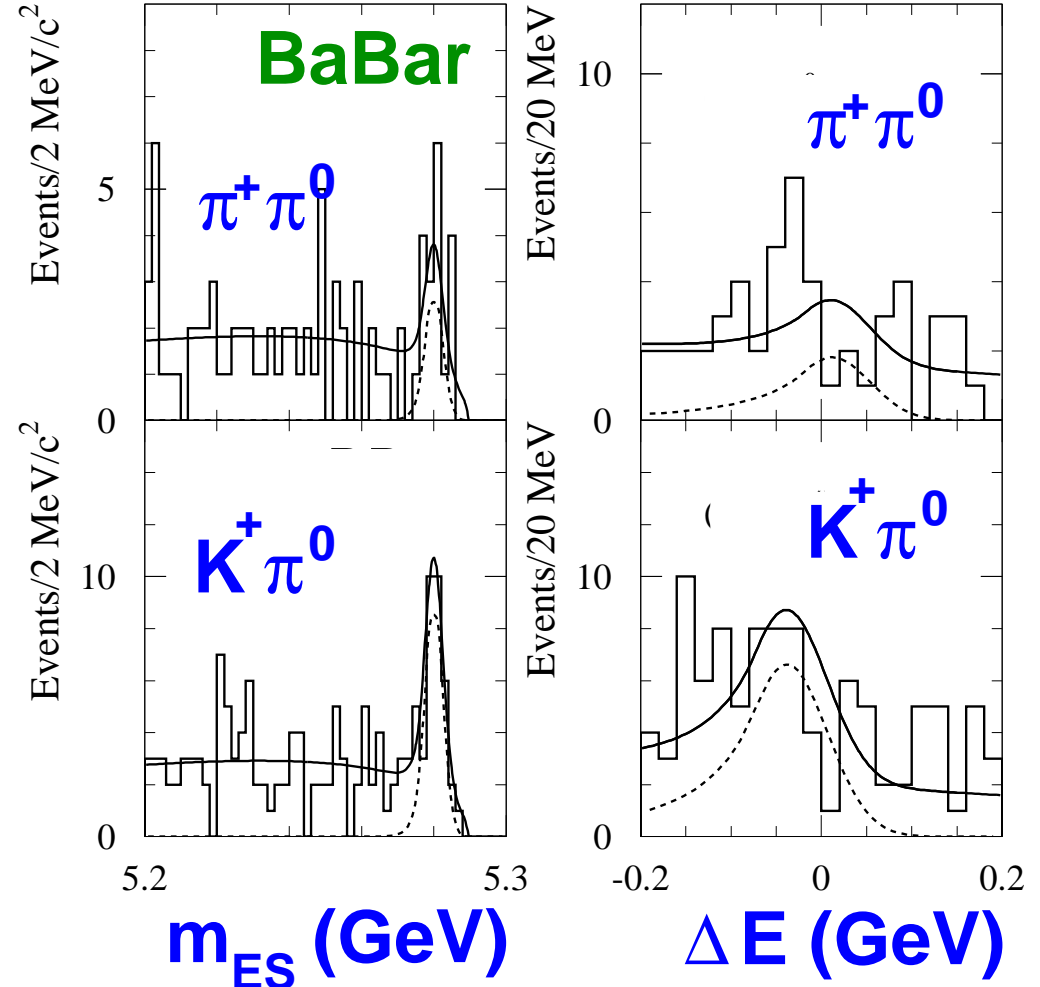 BaBar
Events/2 MeV/c²
5
0
π⁺π⁰
Events/20 MeV
10
0
π⁺π⁰
Events/2 MeV/c²
10
0
K⁺π⁰
5.2
5.3
m_ES (GeV)
Events/20 MeV
10
0
K⁺π⁰
-0.2
0
0.2
Δ E (GeV)